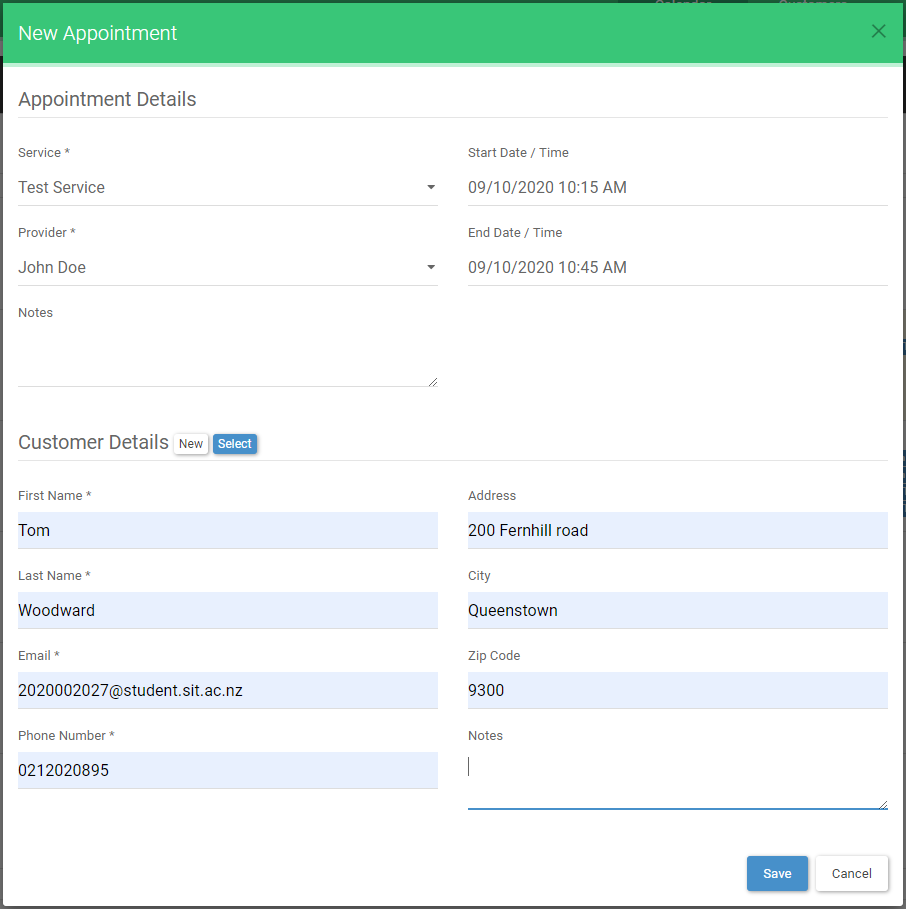 New Appointment
Appointment Details
Service *
Test Service
Start Date / Time
09/10/2020 10:15 AM
Provider *
John Doe
End Date / Time
09/10/2020 10:45 AM
Notes
Customer Details New Select
First Name *
Tom
Address
200 Fernhill road
Last Name *
Woodward
City
Queenstown
Email *
2020002027@student.sit.ac.nz
Zip Code
9300
Phone Number *
0212020895
Notes
Save Cancel